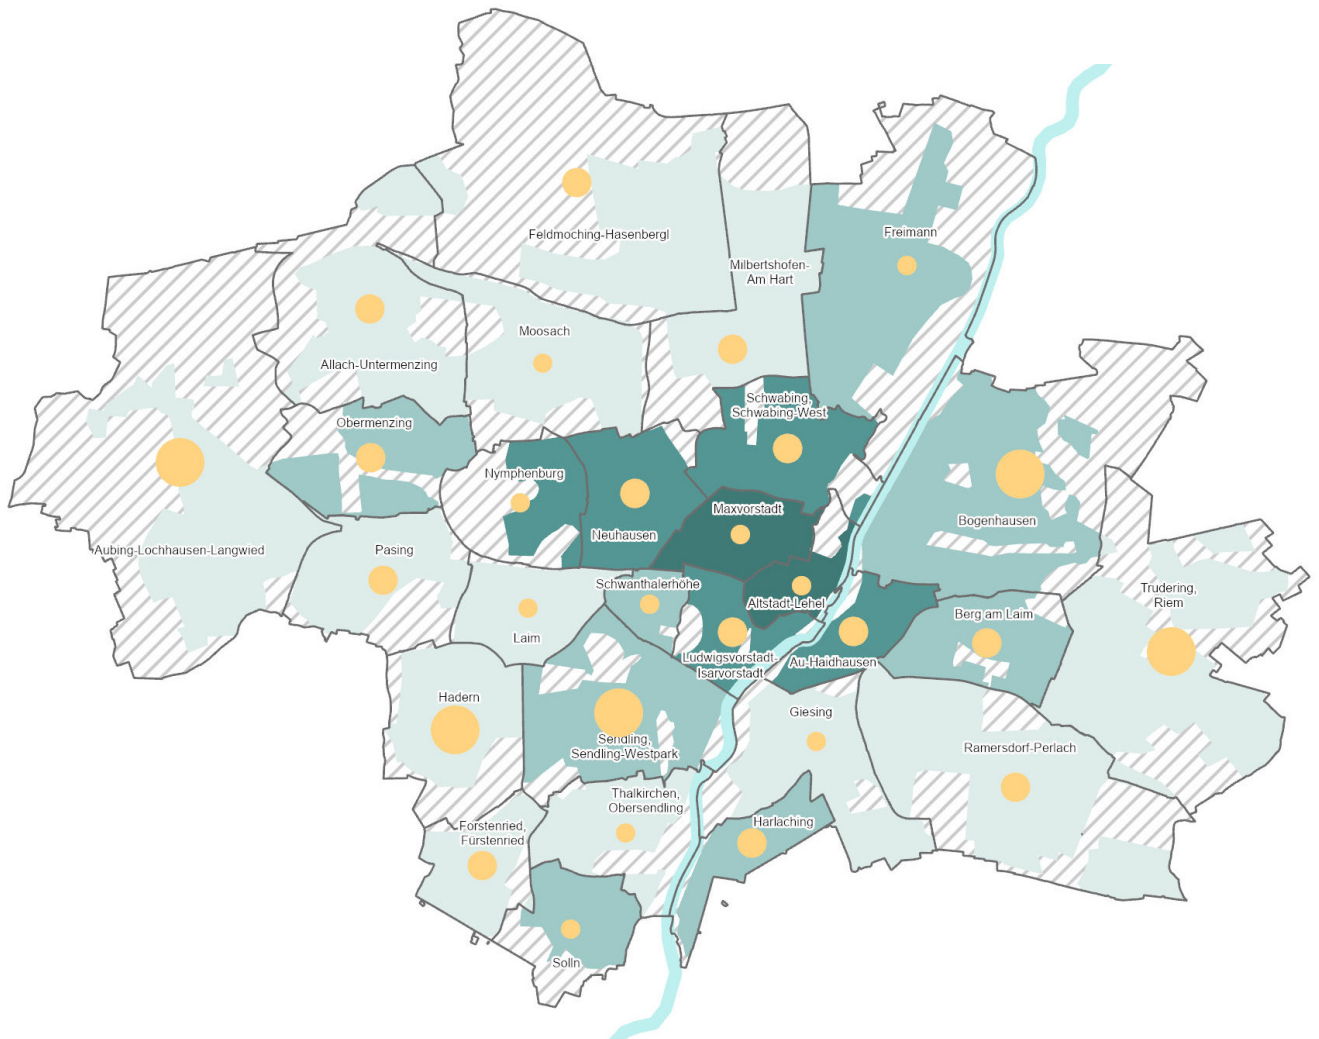 Feldmoching-Hasenbergl
Freimann
Milbertshofen-
Am Hart
Moosach
Allach-Untermenzing
Schwabing,
Schwabing-West
Obermenzing
Nymphenburg
Maxvorstadt
Bogenhausen
Neuhausen
Aubing-Lochhausen-Langwied
Pasing
Schwanthalerhöhe
Trudering,
Riem
Altstadt-Lehel
Berg am Laim
Laim
Ludwigsvorstadt-
Isarvorstadt
Au-Haidhausen
Hadern
Giesing
Sendling,
Sendling-Westpark
Ramersdorf-Perlach
Thalkirchen,
Obersendling
Harlaching
Forstenried,
Fürstenried
Solln